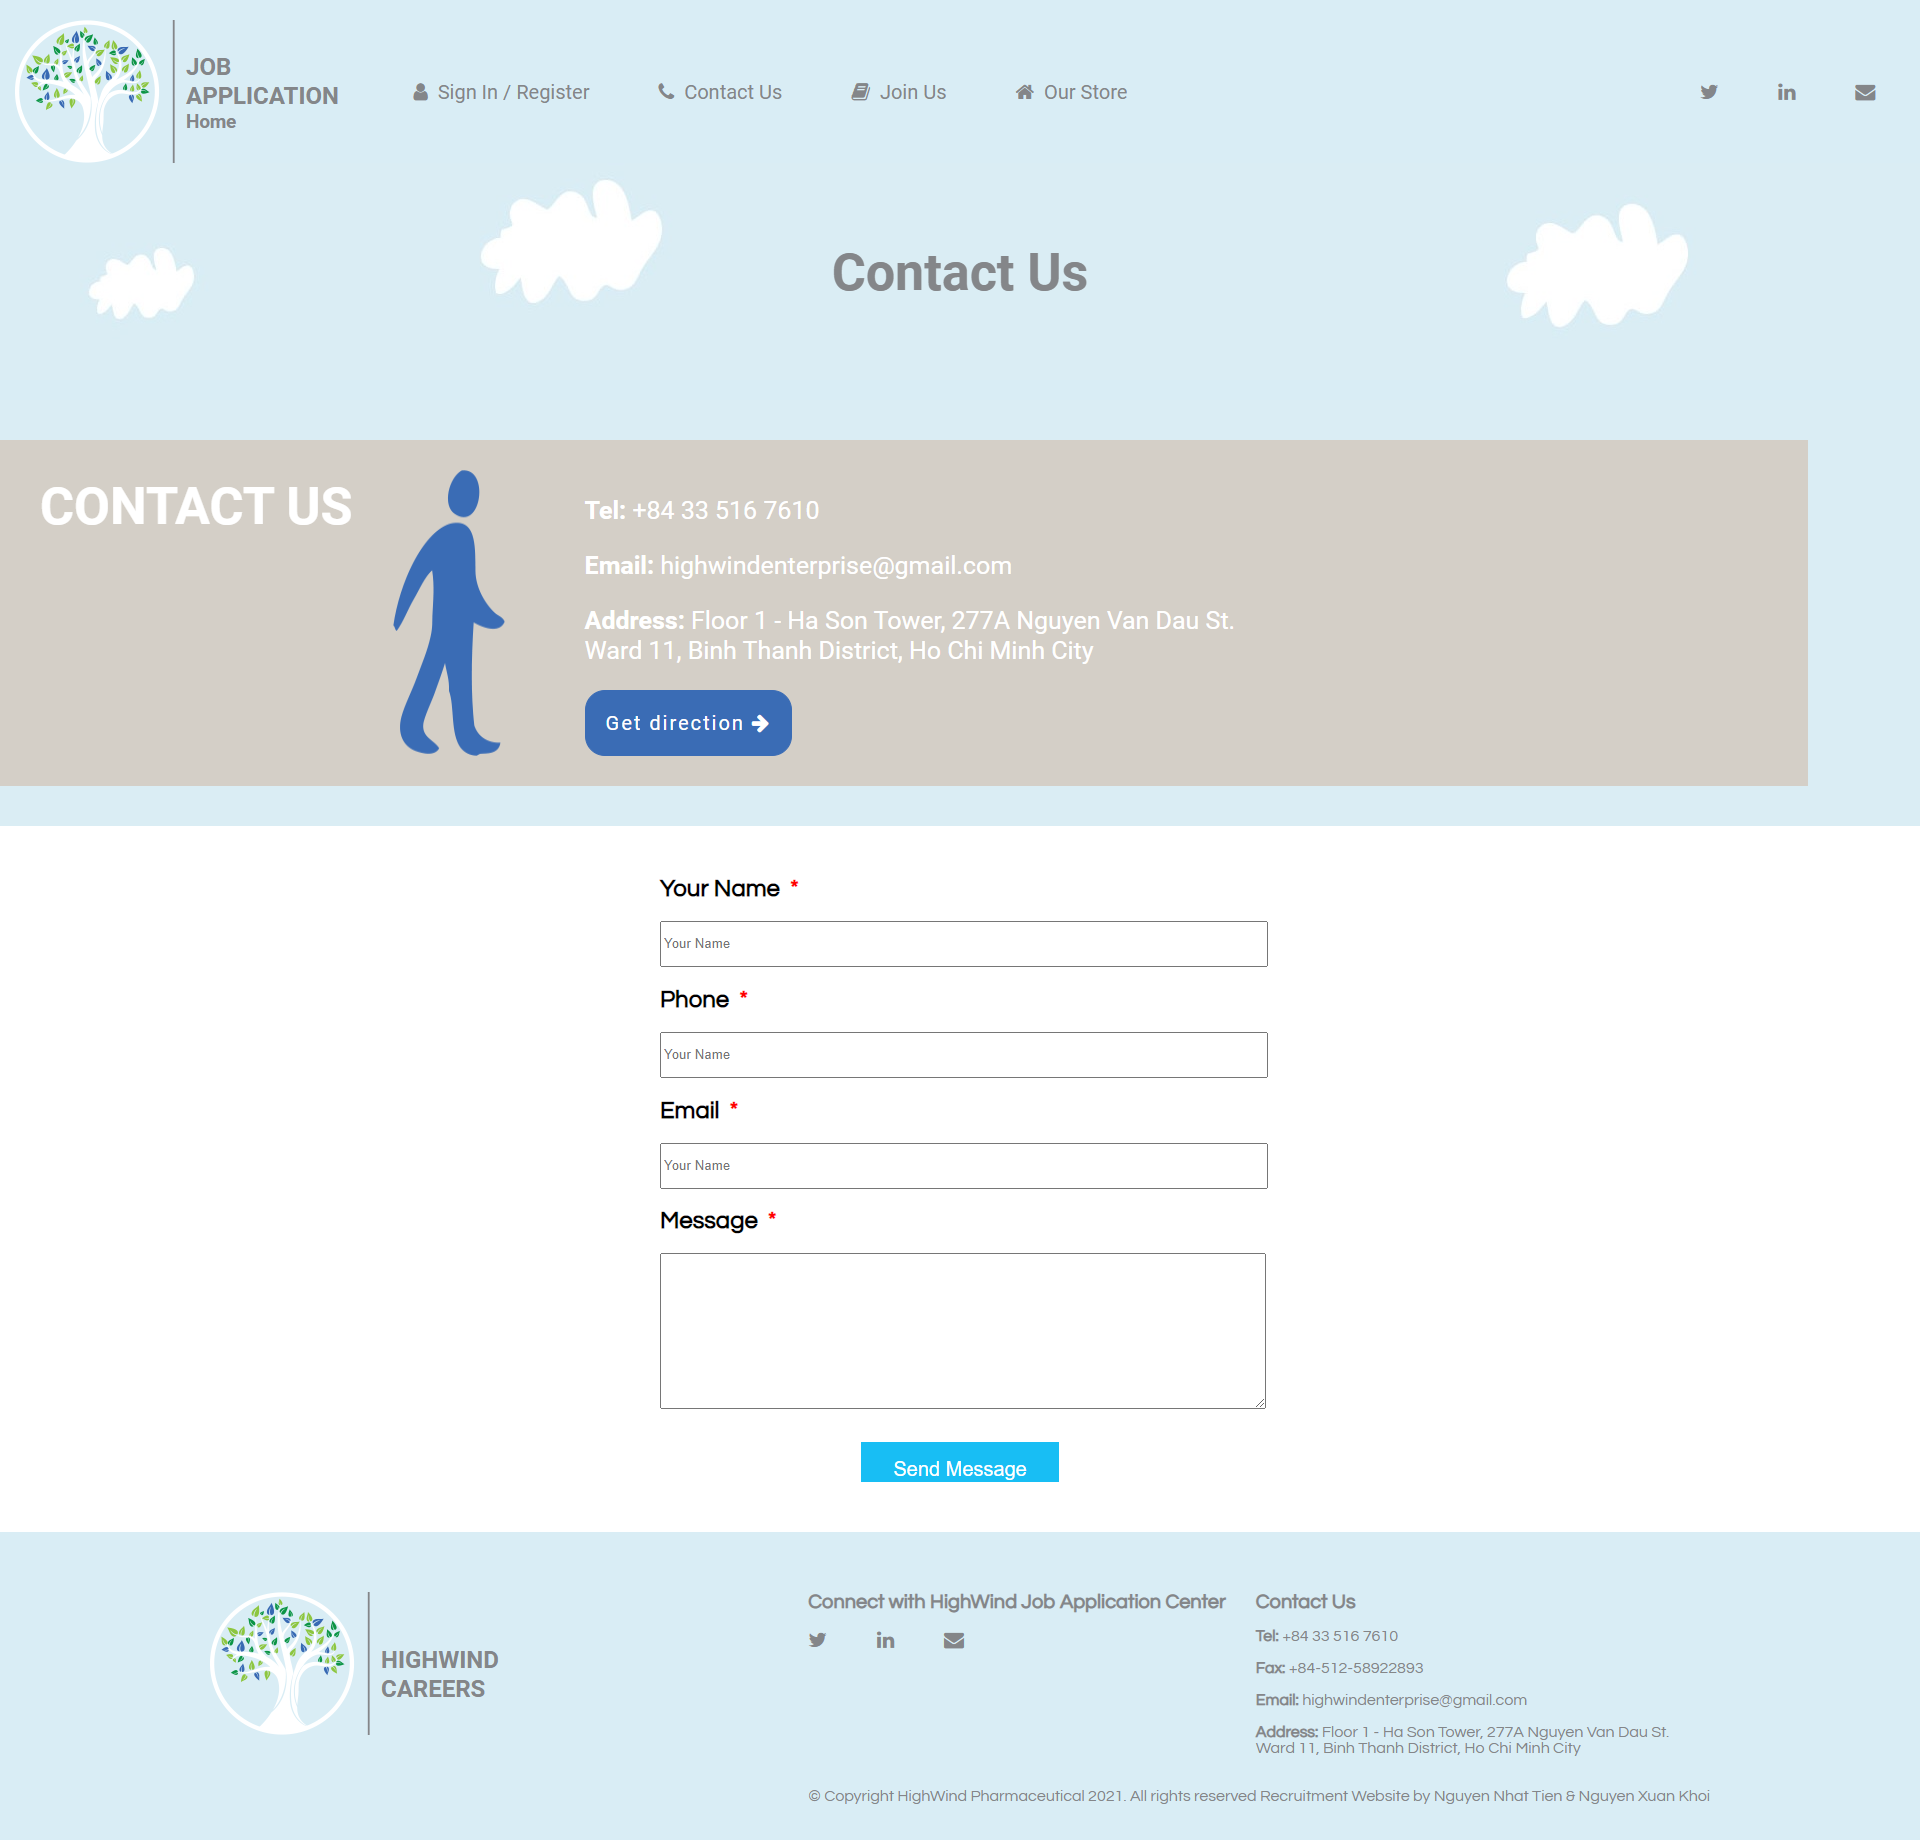 JOB
APPLICATION
Home
Sign In / Register
Contact Us
Join Us
Our Store
Contact Us
CONTACT US
Tel: +84 33 516 7610
Email: highwindenterprise@gmail.com
Address: Floor 1 - Ha Son Tower, 277A Nguyen Van Dau St.
Ward 11, Binh Thanh District, Ho Chi Minh City
Get direction
Your Name *
Your Name
Phone *
Your Name
Email *
Your Name
Message *
Send Message
HIGHWIND
CAREERS
Connect with HighWind Job Application Center
Contact Us
Tel: +84 33 516 7610
Fax: +84-512-58922893
Email: highwindenterprise@gmail.com
Address: Floor 1 - Ha Son Tower, 277A Nguyen Van Dau St.
Ward 11, Binh Thanh District, Ho Chi Minh City
© Copyright HighWind Pharmaceutical 2021. All rights reserved Recruitment Website by Nguyen Nhat Tien & Nguyen Xuan Khoi